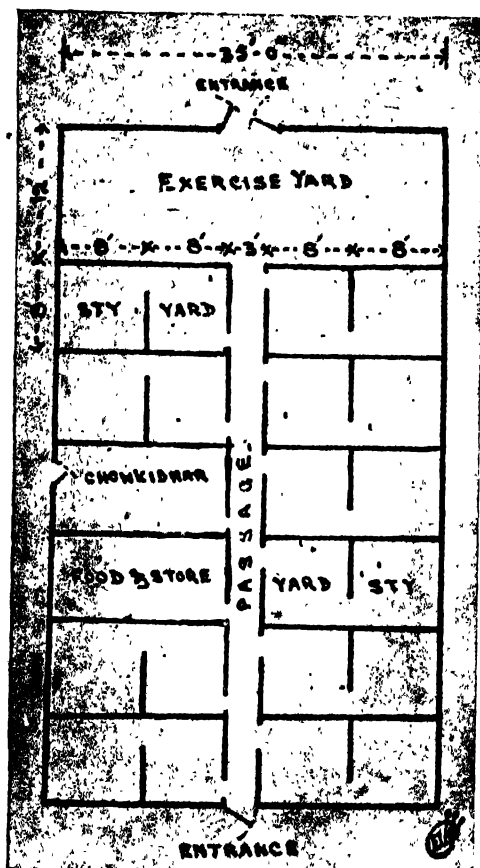 35'-0
ENTRANCE
EXERCISE YARD
8' 8' 3' 8' 8'
STY YARD
CHOWKIDHAR
PASSAGE.
FOOD & STORE YARD STY
ENTRANCE